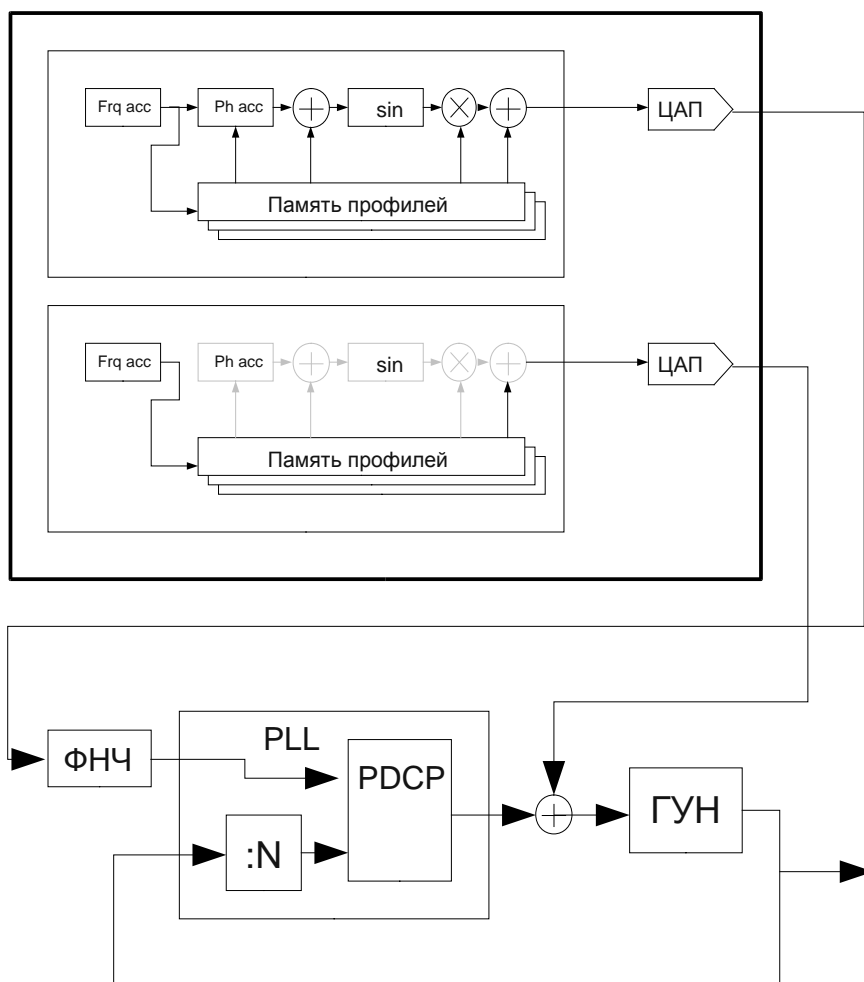 Frq acc
Ph acc
sin
ЦАП
Память профилей
Frq acc
Ph acc
sin
ЦАП
Память профилей
ФНЧ
PLL
PDCP
:N
ГУН